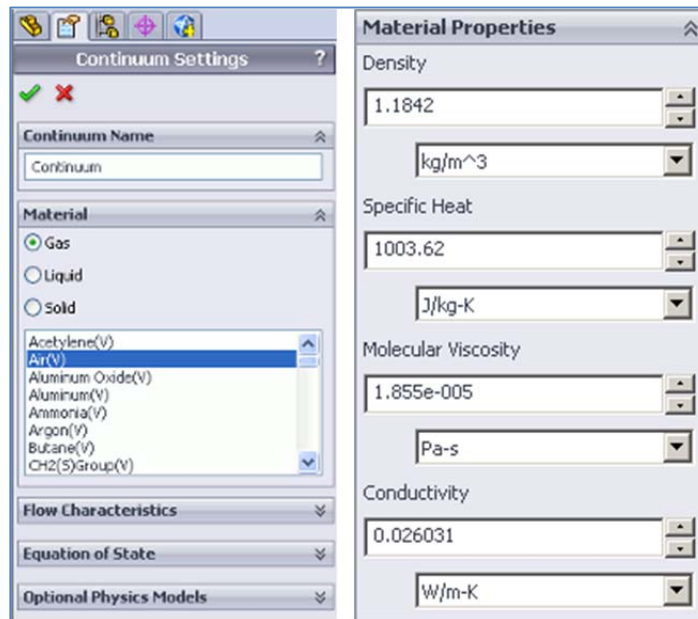 Continuum Settings ?
Continuum Name
Continuum
Material
Gas
Liquid
Solid
Acetylene(V)
Air(V)
Aluminum Oxide(V)
Aluminum(V)
Ammonia(V)
Argon(V)
Butane(V)
CH2(S)Group(V)
Flow Characteristics
Equation of State
Optional Physics Models
Material Properties
Density
1.1842
kg/m^3
Specific Heat
1003.62
J/kg-K
Molecular Viscosity
1.855e-005
Pa-s
Conductivity
0.026031
W/m-K